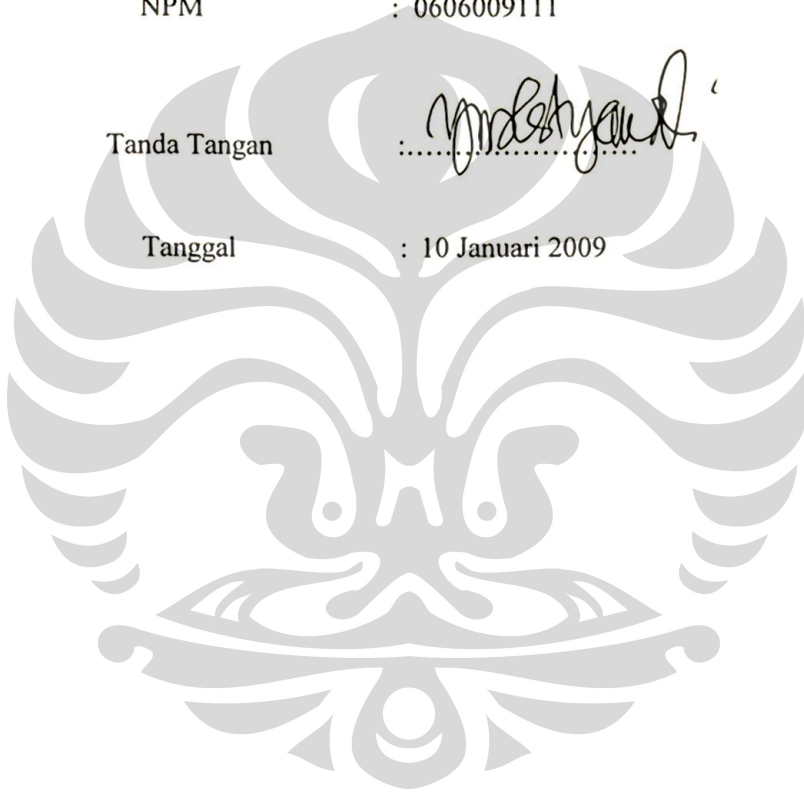 NPM : 0606009111
Tanda Tangan :........................
Tanggal : 10 Januari 2009